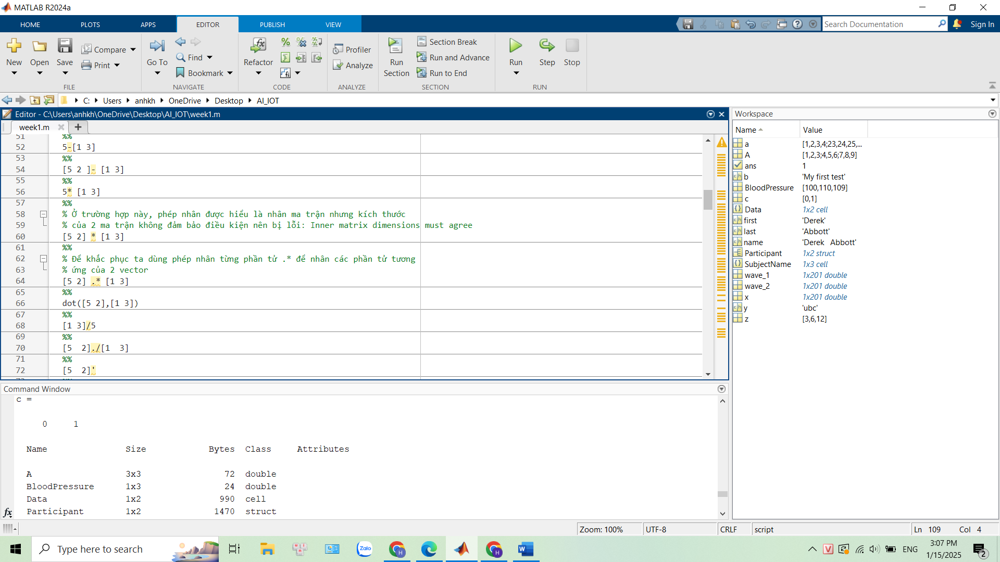 MATLAB R2024a
HOME PLOTS APPS EDITOR PUBLISH VIEW
Search Documentation
Sign In
New Open Save Compare Print
FILE
Go To Find Bookmark
NAVIGATE
Refactor
CODE
Profiler
Analyze
ANALYZE
Run Section
Section Break
Run and Advance
Run to End
SECTION
Run Step Stop
RUN
C: Users anhkh OneDrive Desktop AI_IOT
Editor - C:\Users\anhkh\OneDrive\Desktop\AI_IOT\week1.m
week1.m
51 %%
52 5-[1 3]
53 %%
54 [5 2 ]- [1 3]
55 %%
56 5* [1 3]
57 %%
58 % Ở trường hợp này, phép nhân được hiểu là nhân ma trận nhưng kích thước
59 % của 2 ma trận không đảm bảo điều kiện nên bị lỗi: Inner matrix dimensions must agree
60 [5 2] * [1 3]
61 %%
62 % Để khắc phục ta dùng phép nhân từng phần tử .* để nhân các phần tử tương
63 % ứng của 2 vector
64 [5 2] .* [1 3]
65 %%
66 dot([5 2],[1 3])
67 %%
68 [1 3]/5
69 %%
70 [5  2]./[1  3]
71 %%
72 [5  2]'
Command Window
c =
0 1
Name Size Bytes Class Attributes
A 3x3 72 double
BloodPressure 1x3 24 double
Data 1x2 990 cell
Participant 1x2 1470 struct
fx
Workspace
Name Value
a [1,2,3,4;23,24,25,...
A [1,2,3;4,5,6;7,8,9]
ans 1
b 'My first test'
BloodPressure [100,110,109]
c [0,1]
Data 1x2 cell
first 'Derek'
last 'Abbott'
name 'Derek   Abbott'
Participant 1x2 struct
SubjectName 1x3 cell
wave_1 1x201 double
wave_2 1x201 double
x 1x201 double
y 'ubc'
z [3,6,12]
Zoom: 100% UTF-8 CRLF script Ln 109 Col 4
Type here to search
Zalo
ENG
3:07 PM
1/15/2025
2